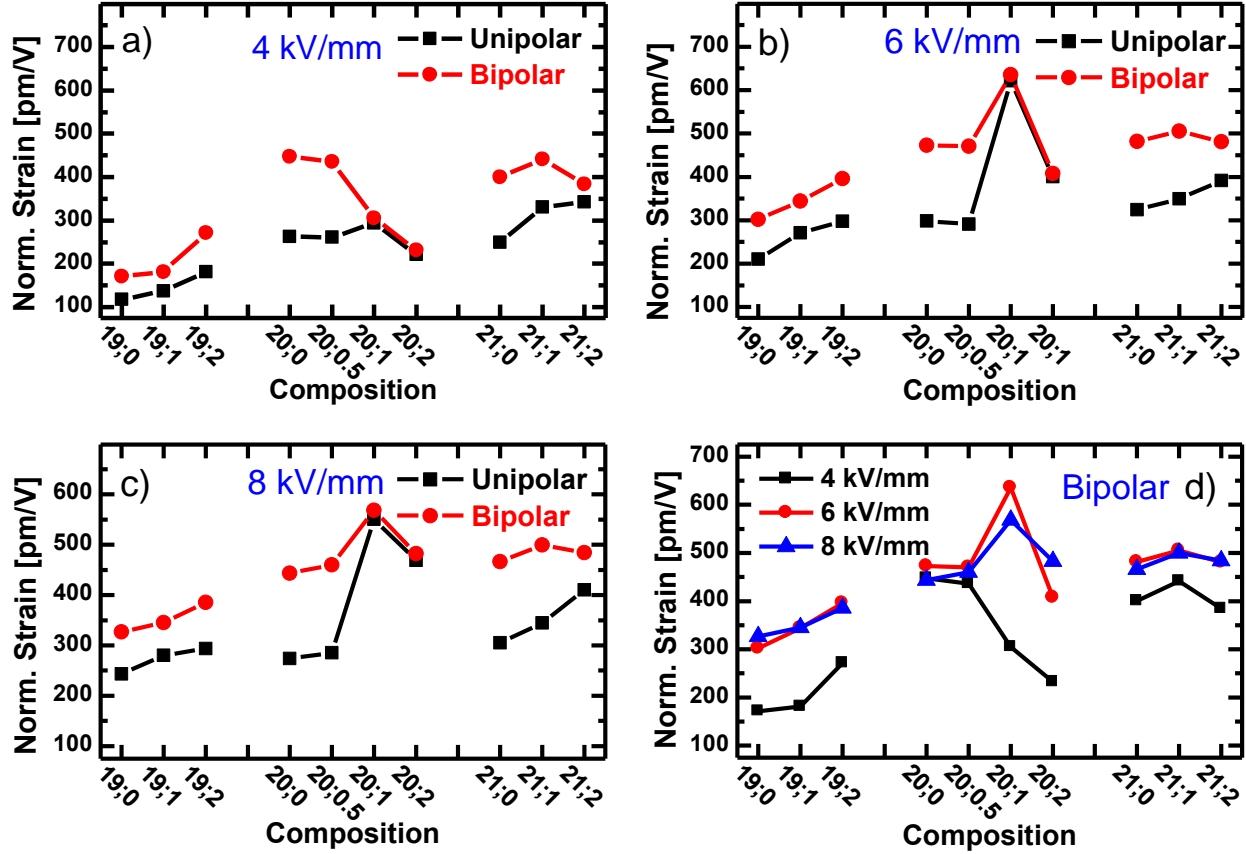 a)
4 kV/mm
Unipolar
Bipolar
Norm. Strain [pm/V]
700
600
500
400
300
200
100
19;0
19;1
19;2
20;0
20;0.5
20;1
20;2
21;0
21;1
21;2
Composition
b)
6 kV/mm
Unipolar
Bipolar
Norm. Strain [pm/V]
700
600
500
400
300
200
100
19;0
19;1
19;2
20;0
20;0.5
20;1
20;1
21;0
21;1
21;2
Composition
c)
8 kV/mm
Unipolar
Bipolar
Norm. Strain [pm/V]
600
500
400
300
200
100
19;0
19;1
19;2
20;0
20;0.5
20;1
20;2
21;0
21;1
21;2
Composition
4 kV/mm
6 kV/mm
8 kV/mm
Bipolar
d)
Norm. Strain [pm/V]
700
600
500
400
300
200
100
19;0
19;1
19;2
20;0
20;0.5
20;1
20;2
21;0
21;1
21;2
Composition